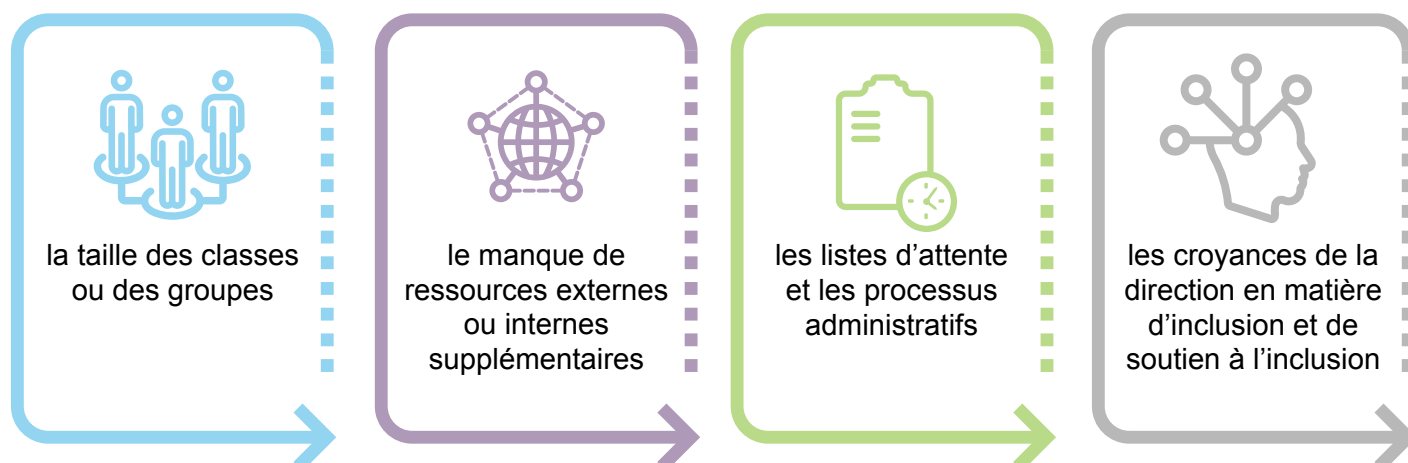 la taille des classes
ou des groupes
le manque de
ressources externes
ou internes
supplémentaires
les listes d’attente
et les processus
administratifs
les croyances de la
direction en matière
d’inclusion et de
soutien à l’inclusion